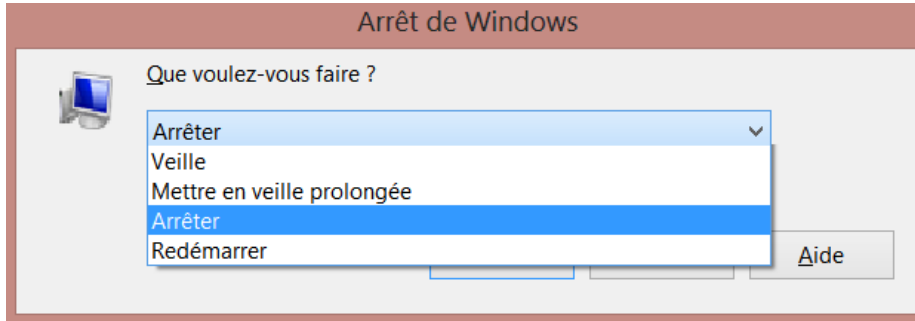 Arrêt de Windows
Que voulez-vous faire ?
Arrêter
Veille
Mettre en veille prolongée
Arrêter
Redémarrer
Aide